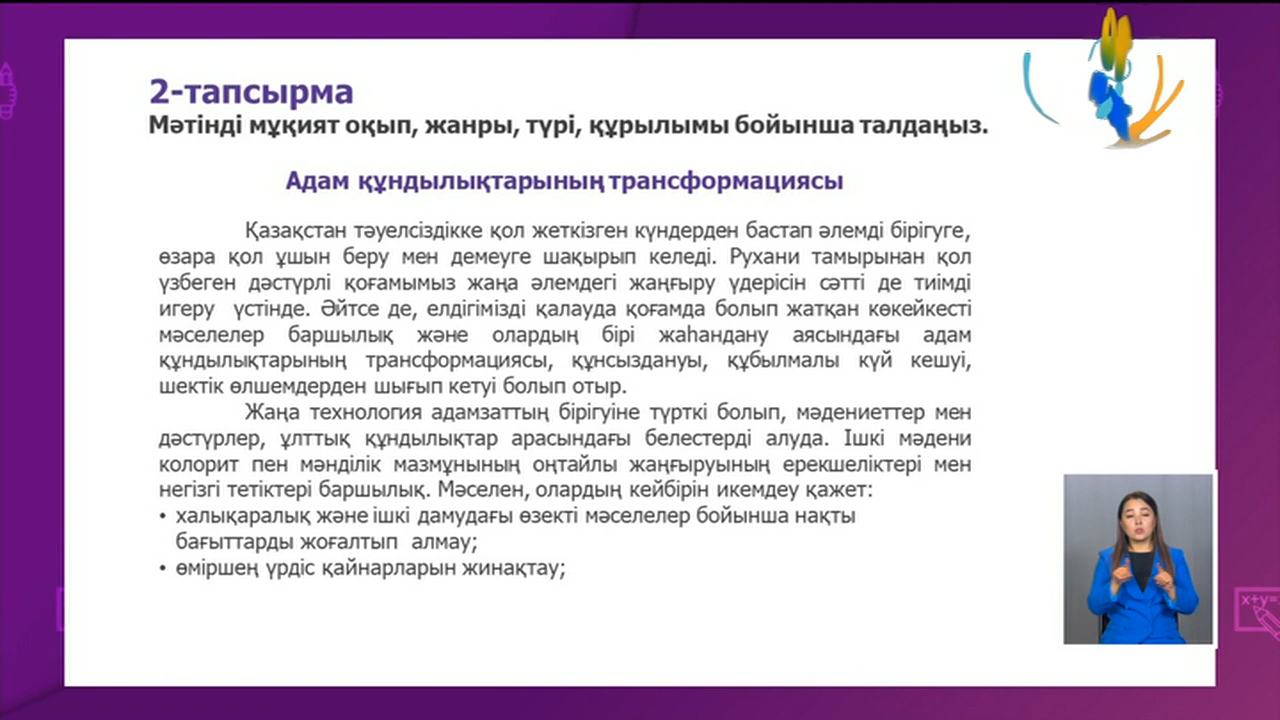 2-тапсырма
Мәтінді мұқият оқып, жанры, түрі, құрылымы бойынша талдаңыз.
Адам құндылықтарының трансформациясы
Қазақстан тәуелсіздікке қол жеткізген күндерден бастап әлемді бірігуге,
өзара қол ұшын беру мен демеуге шақырып келеді. Рухани тамырынан қол
үзбеген дәстүрлі қоғамымыз жаңа әлемдегі жаңғыру үдерісін сәтті де тиімді
игеру үстінде. Әйтсе де, елдігімізді қалауда қоғамда болып жатқан көкейкесті
мәселелер баршылық және олардың бірі жаһандану аясындағы адам
құндылықтарының трансформациясы, құнсыздануы, құбылмалы күй кешуі,
шектік өлшемдерден шығып кетуі болып отыр.
Жаңа технология адамзаттың бірігуіне түрткі болып, мәдениеттер мен
дәстүрлер, ұлттық құндылықтар арасындағы белестерді алуда. Ішкі мәдени
колорит пен мәнділік мазмұнының оңтайлы жаңғыруының ерекшеліктері мен
негізгі тетіктері баршылық. Мәселен, олардың кейбірін икемдеу қажет:
• халықаралық және ішкі дамудағы өзекті мәселелер бойынша нақты
бағыттарды жоғалтып алмау;
• өміршең үрдіс қайнарларын жинақтау;
x+y=